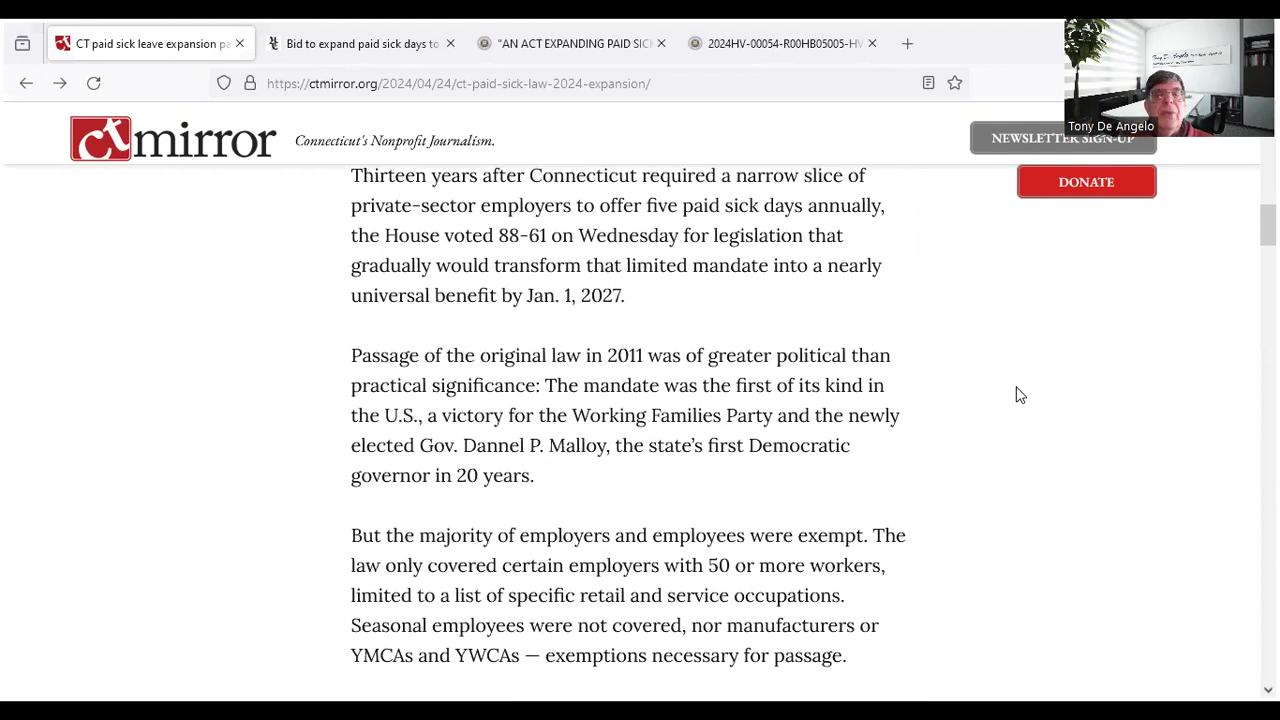 CT paid sick leave expansion pa
Bid to expand paid sick days to
"AN ACT EXPANDING PAID SICK
2024HV-00054-R00HB05005-HV
https://ctmirror.org/2024/04/24/ct-paid-sick-law-2024-expansion/
Tony De Angelo
ct mirror
Connecticut's Nonprofit Journalism.
NEWSLETTER SIGN-UP
DONATE
Thirteen years after Connecticut required a narrow slice of
private-sector employers to offer five paid sick days annually,
the House voted 88-61 on Wednesday for legislation that
gradually would transform that limited mandate into a nearly
universal benefit by Jan. 1, 2027.
Passage of the original law in 2011 was of greater political than
practical significance: The mandate was the first of its kind in
the U.S., a victory for the Working Families Party and the newly
elected Gov. Dannel P. Malloy, the state's first Democratic
governor in 20 years.
But the majority of employers and employees were exempt. The
law only covered certain employers with 50 or more workers,
limited to a list of specific retail and service occupations.
Seasonal employees were not covered, nor manufacturers or
YMCAs and YWCAs — exemptions necessary for passage.